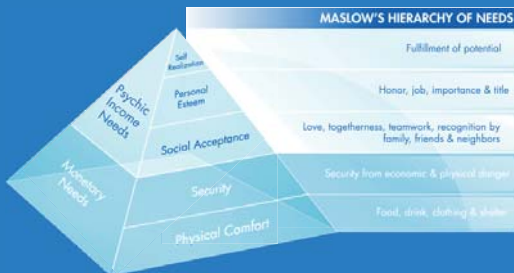 MASLOW'S HIERARCHY OF NEEDS
Self
Realization
Fulfillment of potential
Personal
Esteem
Honor, job, importance & title
Psychic
Income
Needs
Social Acceptance
Love, togetherness, teamwork, recognition by
family, friends & neighbors
Monetary
Needs
Security
Security from economic & physical danger
Physical Comfort
Food, drink, clothing & shelter